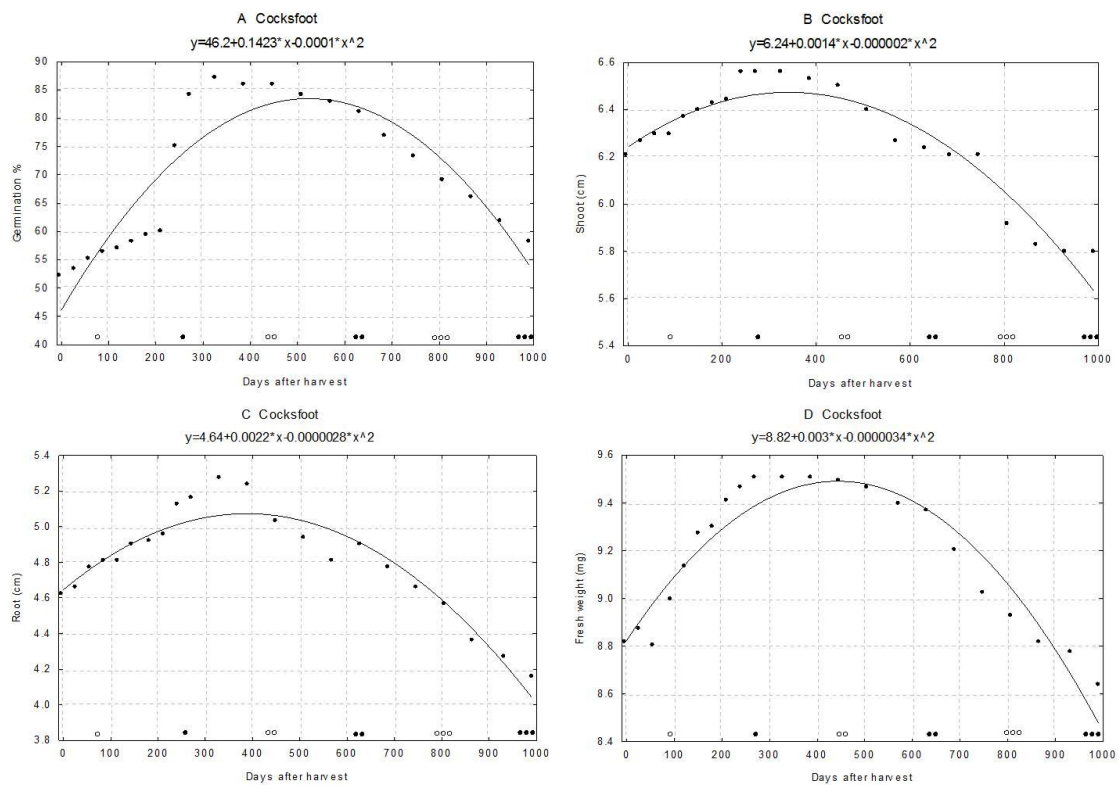 A Cocksfoot
y=46.2+0.1423*x-0.0001*x^2
90
85
80
75
70
65
60
55
50
45
40
Germination %
0 100 200 300 400 500 600 700 800 900 1000
Days after harvest
B Cocksfoot
y=6.24+0.0014*x-0.000002*x^2
6.6
6.4
6.2
6.0
5.8
5.6
5.4
Shoot (cm)
0 200 400 600 800 1000
Days after harvest
C Cocksfoot
y=4.64+0.0022*x-0.0000028*x^2
5.4
5.2
5.0
4.8
4.6
4.4
4.2
4.0
3.8
Root (cm)
0 100 200 300 400 500 600 700 800 900 1000
Days after harvest
D Cocksfoot
y=8.82+0.003*x-0.0000034*x^2
9.6
9.4
9.2
9.0
8.8
8.6
8.4
Fresh weight (mg)
0 100 200 300 400 500 600 700 800 900 1000
Days after harvest